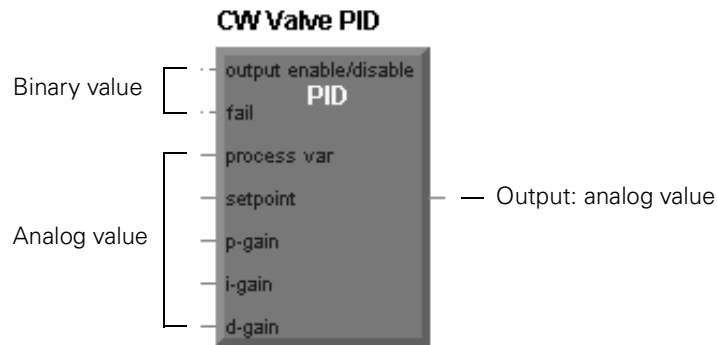 CW Valve PID
Binary value
output enable/disable
PID
fail
Analog value
process var
setpoint
p-gain
i-gain
d-gain
Output: analog value